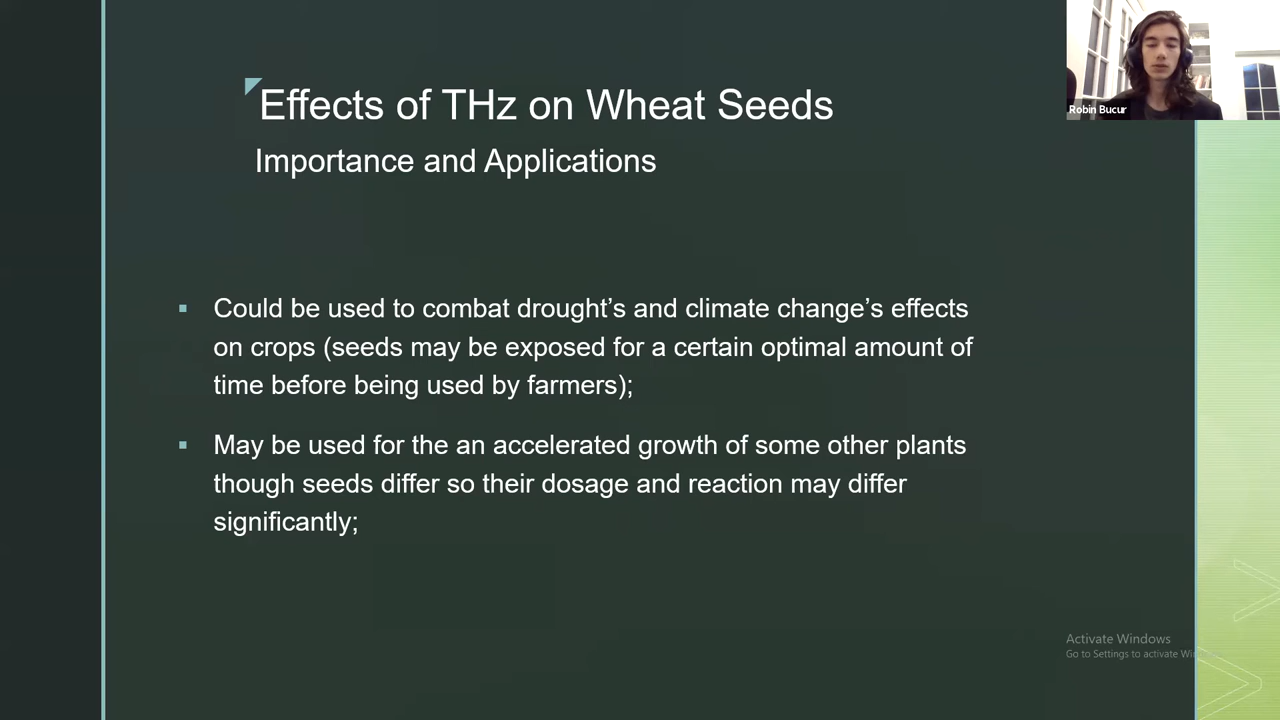 Effects of THz on Wheat Seeds
Importance and Applications
Robin Bucur
▪ Could be used to combat drought’s and climate change’s effects
on crops (seeds may be exposed for a certain optimal amount of
time before being used by farmers);
▪ May be used for the an accelerated growth of some other plants
though seeds differ so their dosage and reaction may differ
significantly;
Activate Windows
Go to Settings to activate